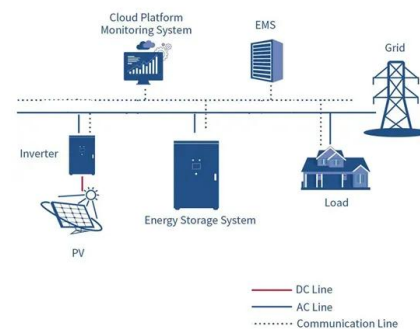 Cloud Platform
Monitoring System
EMS
Grid
Inverter
Energy Storage System
Load
PV
DC Line
AC Line
Communication Line